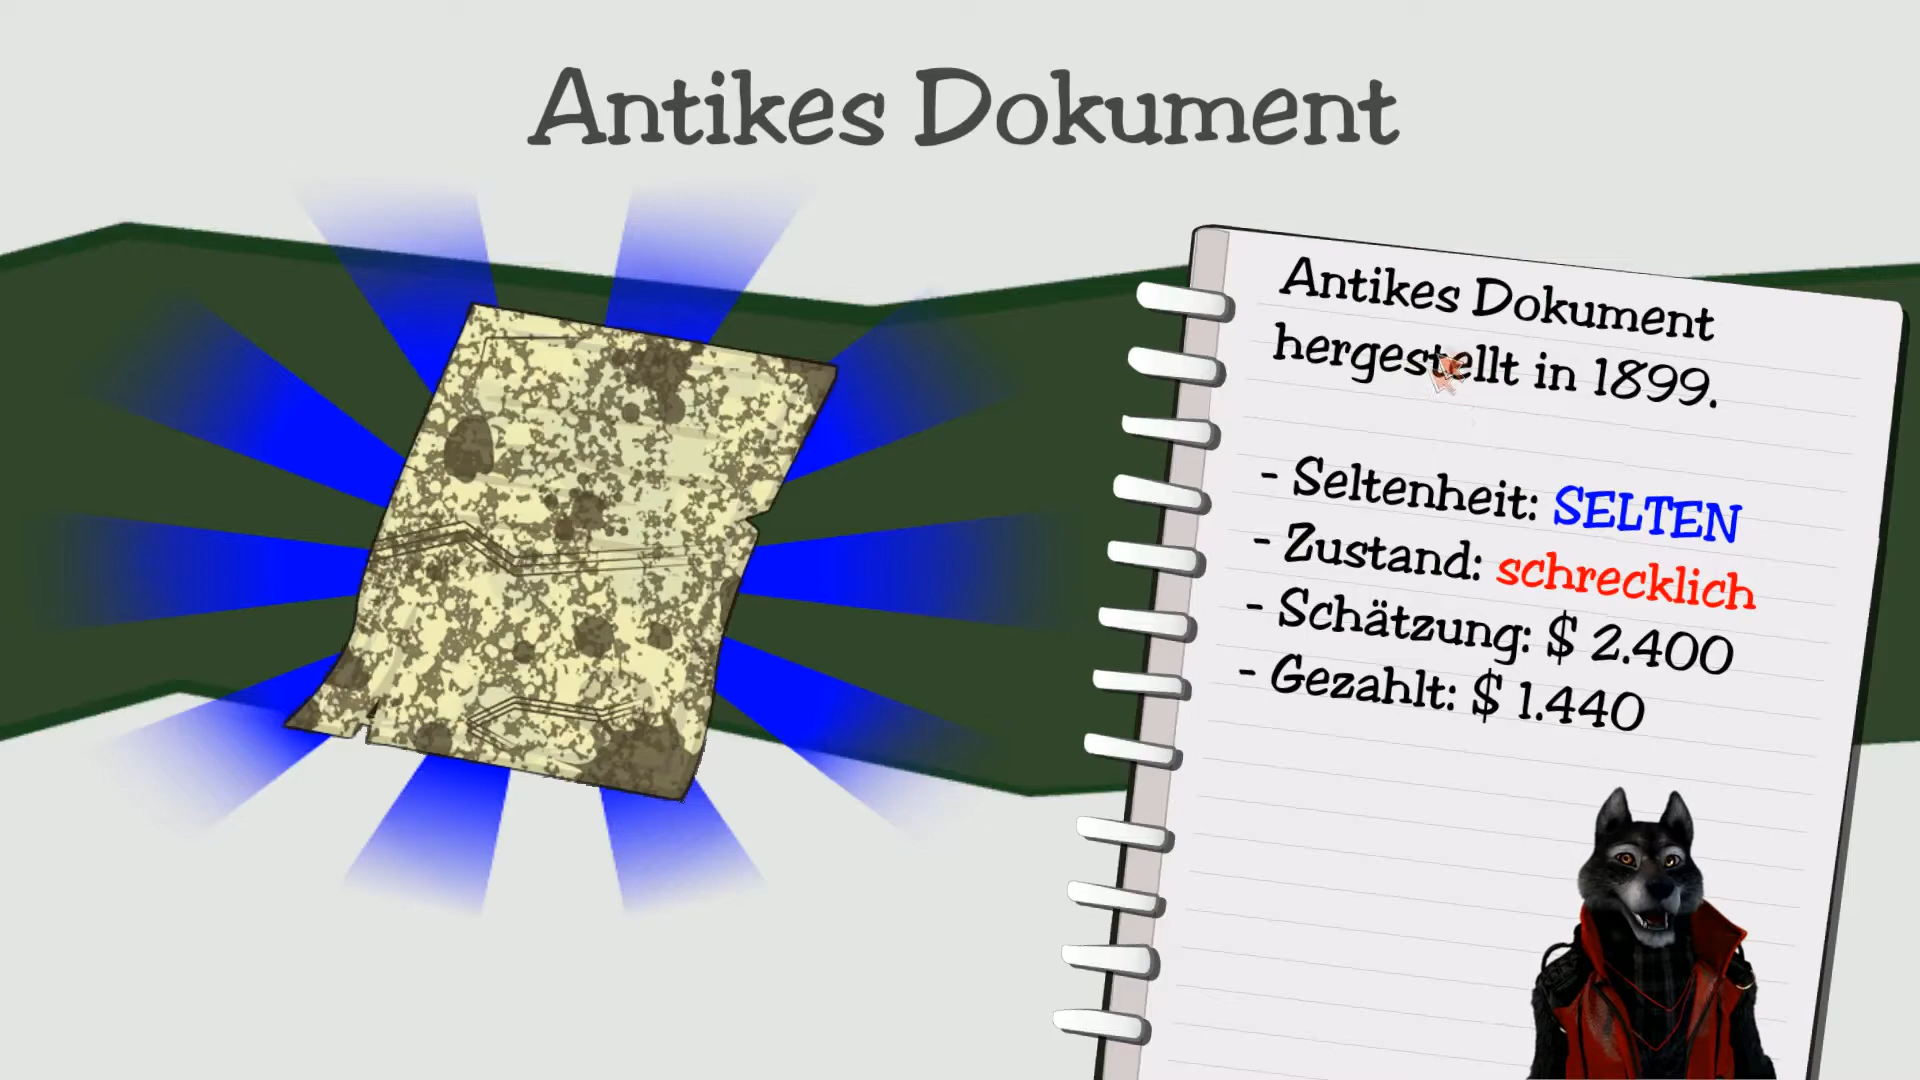 Antikes Dokument
Antikes Dokument
hergestellt in 1899.
- Seltenheit: SELTEN
- Zustand: schrecklich
- Schätzung: $ 2.400
- Gezahlt: $ 1.440